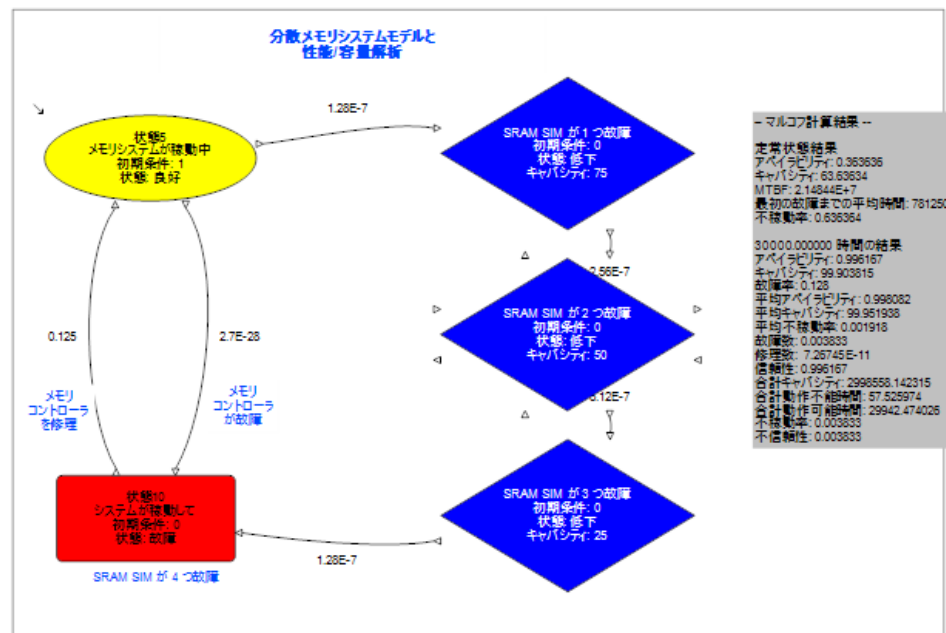 分散メモリシステムモデルと
性能/容量解析
1.28E-7
状態5
メモリシステムが稼動中
初期条件: 1
状態: 良好
SRAM SIM が 1 つ故障
初期条件: 0
状態: 低下
キャパシティ: 75
2.56E-7
SRAM SIM が 2 つ故障
初期条件: 0
状態: 低下
キャパシティ: 50
.12E-7
SRAM SIM が 3 つ故障
初期条件: 0
状態: 低下
キャパシティ: 25
0.125
2.7E-28
メモリ
コントローラ
を修理
メモリ
コントローラ
が故障
状態10
システムが稼動して
初期条件: 0
状態: 故障
1.28E-7
SRAM SIM が 4 つ故障
-- マルコフ計算結果 --
定常状態結果
アベイラビリティ: 0.363636
キャパシティ: 63.63634
MTBF: 2.14844E+7
最初の故障までの平均時間: 781250
不稼動率: 0.636364
30000.000000 時間の結果
アベイラビリティ: 0.996167
キャパシティ: 99.903815
故障率: 0.128
平均アベイラビリティ: 0.998082
平均キャパシティ: 99.951938
平均不稼動率: 0.001918
故障数: 0.003833
修理数: 7.26745E-11
信頼性: 0.996167
合計キャパシティ: 2998558.142315
合計動作不能時間: 57.525974
合計動作可能時間: 29942.474026
不稼動率: 0.003833
不信頼性: 0.003833